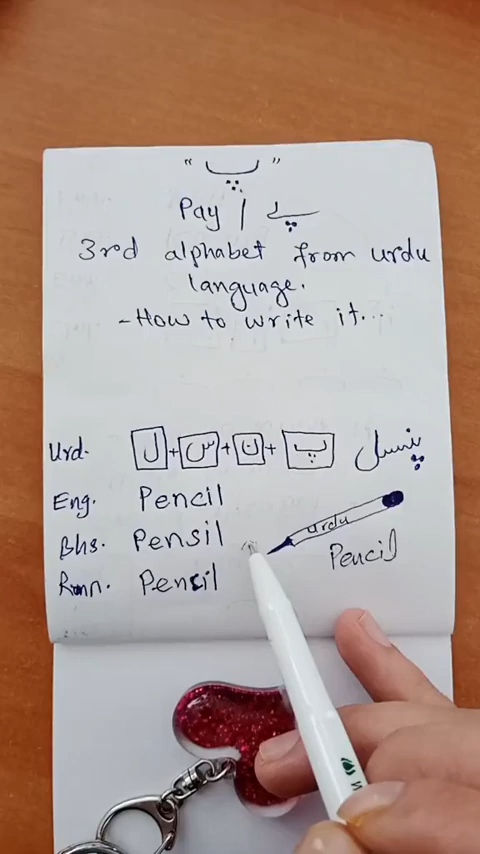 "پ"
Pay / پے
3rd alphabet from urdu
language.
-How to write it...
Urd. ل + س + ن + پ پنسل
Eng. Pencil
Bhs. Pensil
urdu
Pencil
Rmn. Pensil